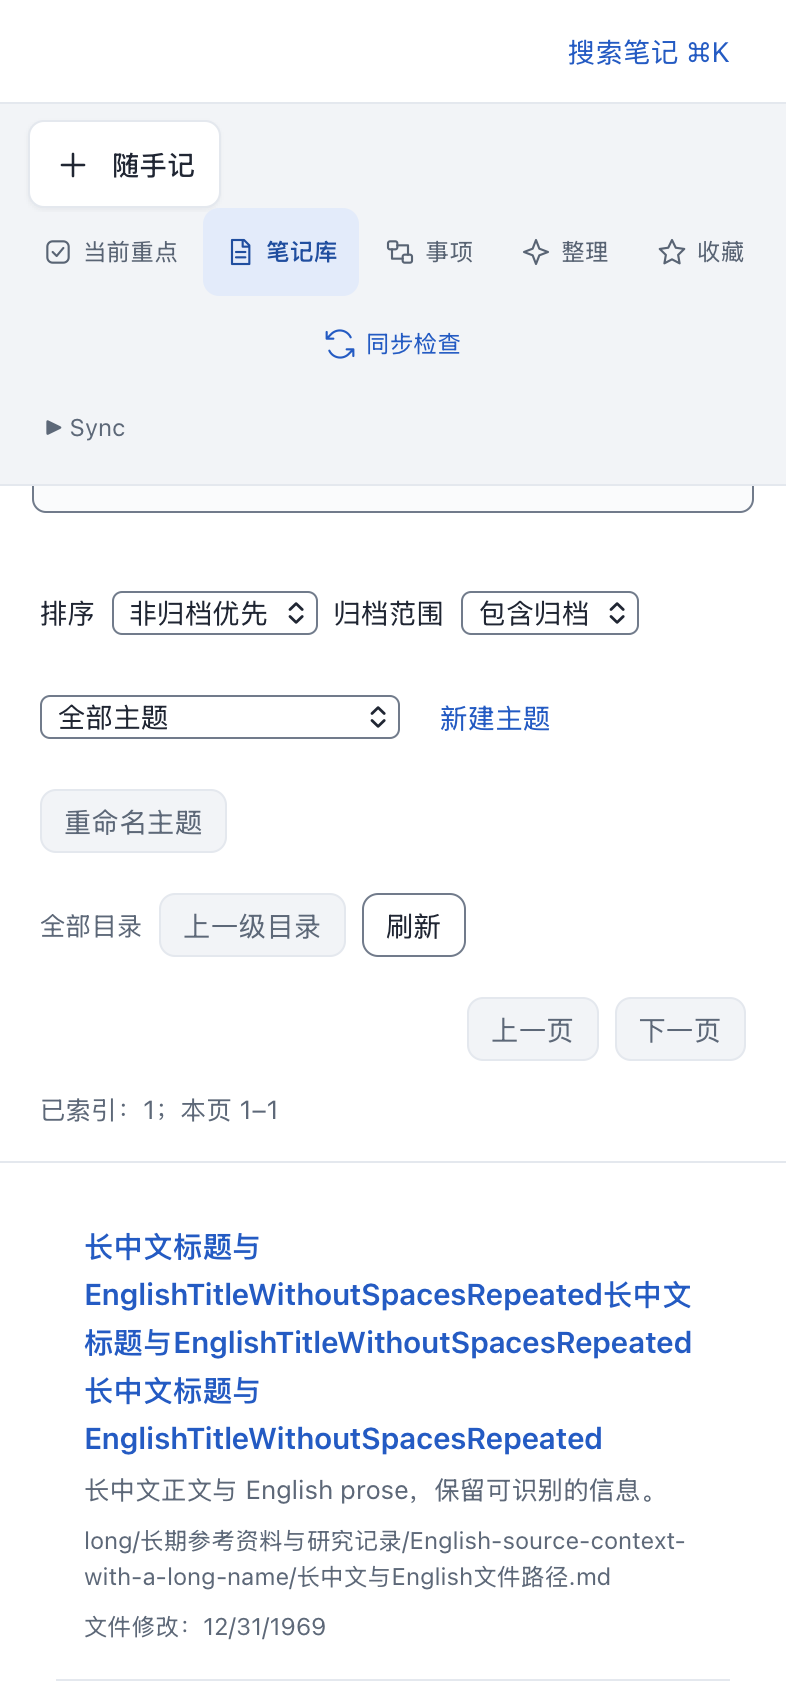 搜索笔记 ⌘K
随手记
当前重点 笔记库 事项 整理 收藏
同步检查
Sync
排序 非归档优先 归档范围 包含归档
全部主题 新建主题
重命名主题
全部目录 上一级目录 刷新
上一页 下一页
已索引：1；本页 1–1
长中文标题与
EnglishTitleWithoutSpacesRepeated长中文
标题与EnglishTitleWithoutSpacesRepeated
长中文标题与
EnglishTitleWithoutSpacesRepeated
长中文正文与 English prose，保留可识别的信息。
long/长期参考资料与研究记录/English-source-context-
with-a-long-name/长中文与English文件路径.md
文件修改：12/31/1969